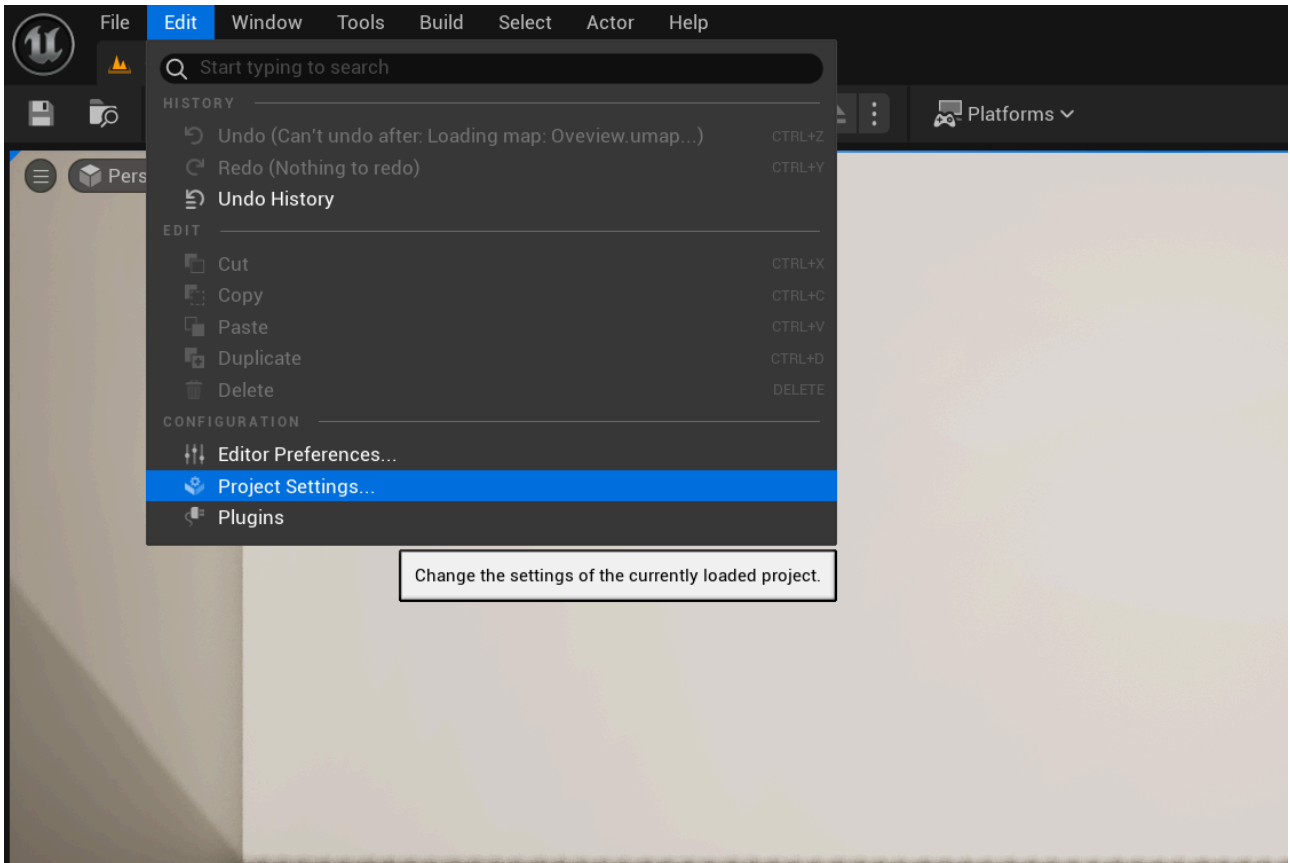 File Edit Window Tools Build Select Actor Help
Start typing to search
HISTORY
Undo (Can't undo after: Loading map: Oveview.umap...) CTRL+Z
Redo (Nothing to redo) CTRL+Y
Undo History
EDIT
Cut CTRL+X
Copy CTRL+C
Paste CTRL+V
Duplicate CTRL+D
Delete DELETE
CONFIGURATION
Editor Preferences...
Project Settings...
Plugins
Change the settings of the currently loaded project.
Platforms
Pers